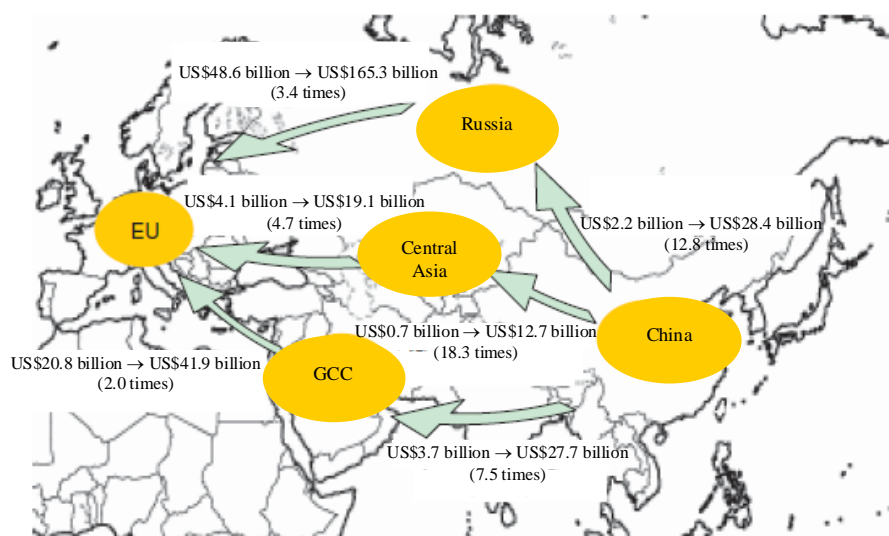 US$48.6 billion → US$165.3 billion
(3.4 times)
Russia
US$4.1 billion → US$19.1 billion
(4.7 times)
US$2.2 billion → US$28.4 billion
(12.8 times)
EU
Central
Asia
US$0.7 billion → US$12.7 billion
(18.3 times)
China
US$20.8 billion → US$41.9 billion
(2.0 times)
GCC
US$3.7 billion → US$27.7 billion
(7.5 times)